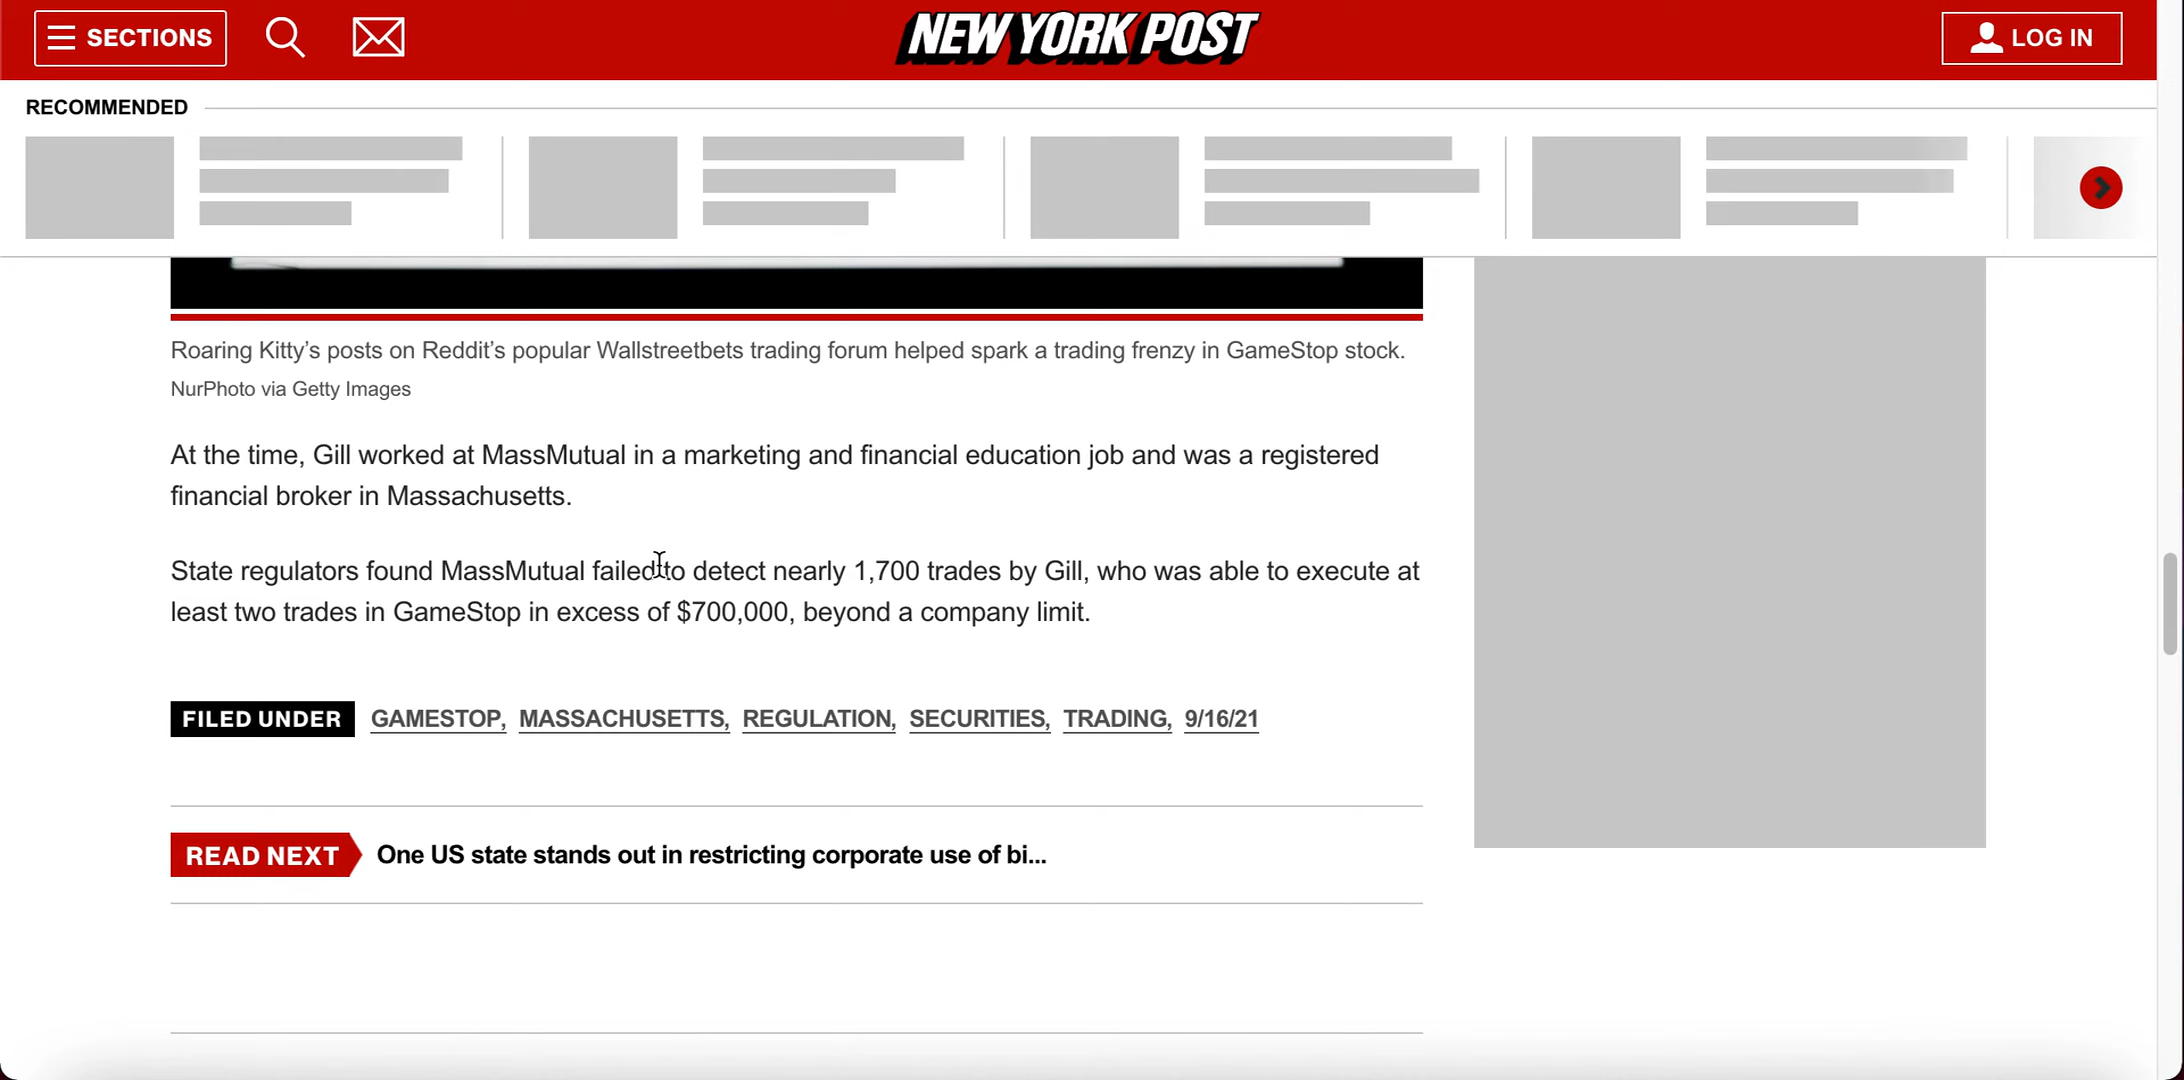 SECTIONS
NEW YORK POST
LOG IN
RECOMMENDED
Roaring Kitty’s posts on Reddit’s popular Wallstreetbets trading forum helped spark a trading frenzy in GameStop stock.
NurPhoto via Getty Images
At the time, Gill worked at MassMutual in a marketing and financial education job and was a registered
financial broker in Massachusetts.
State regulators found MassMutual failed to detect nearly 1,700 trades by Gill, who was able to execute at
least two trades in GameStop in excess of $700,000, beyond a company limit.
FILED UNDER GAMESTOP, MASSACHUSETTS, REGULATION, SECURITIES, TRADING, 9/16/21
READ NEXT One US state stands out in restricting corporate use of bi...